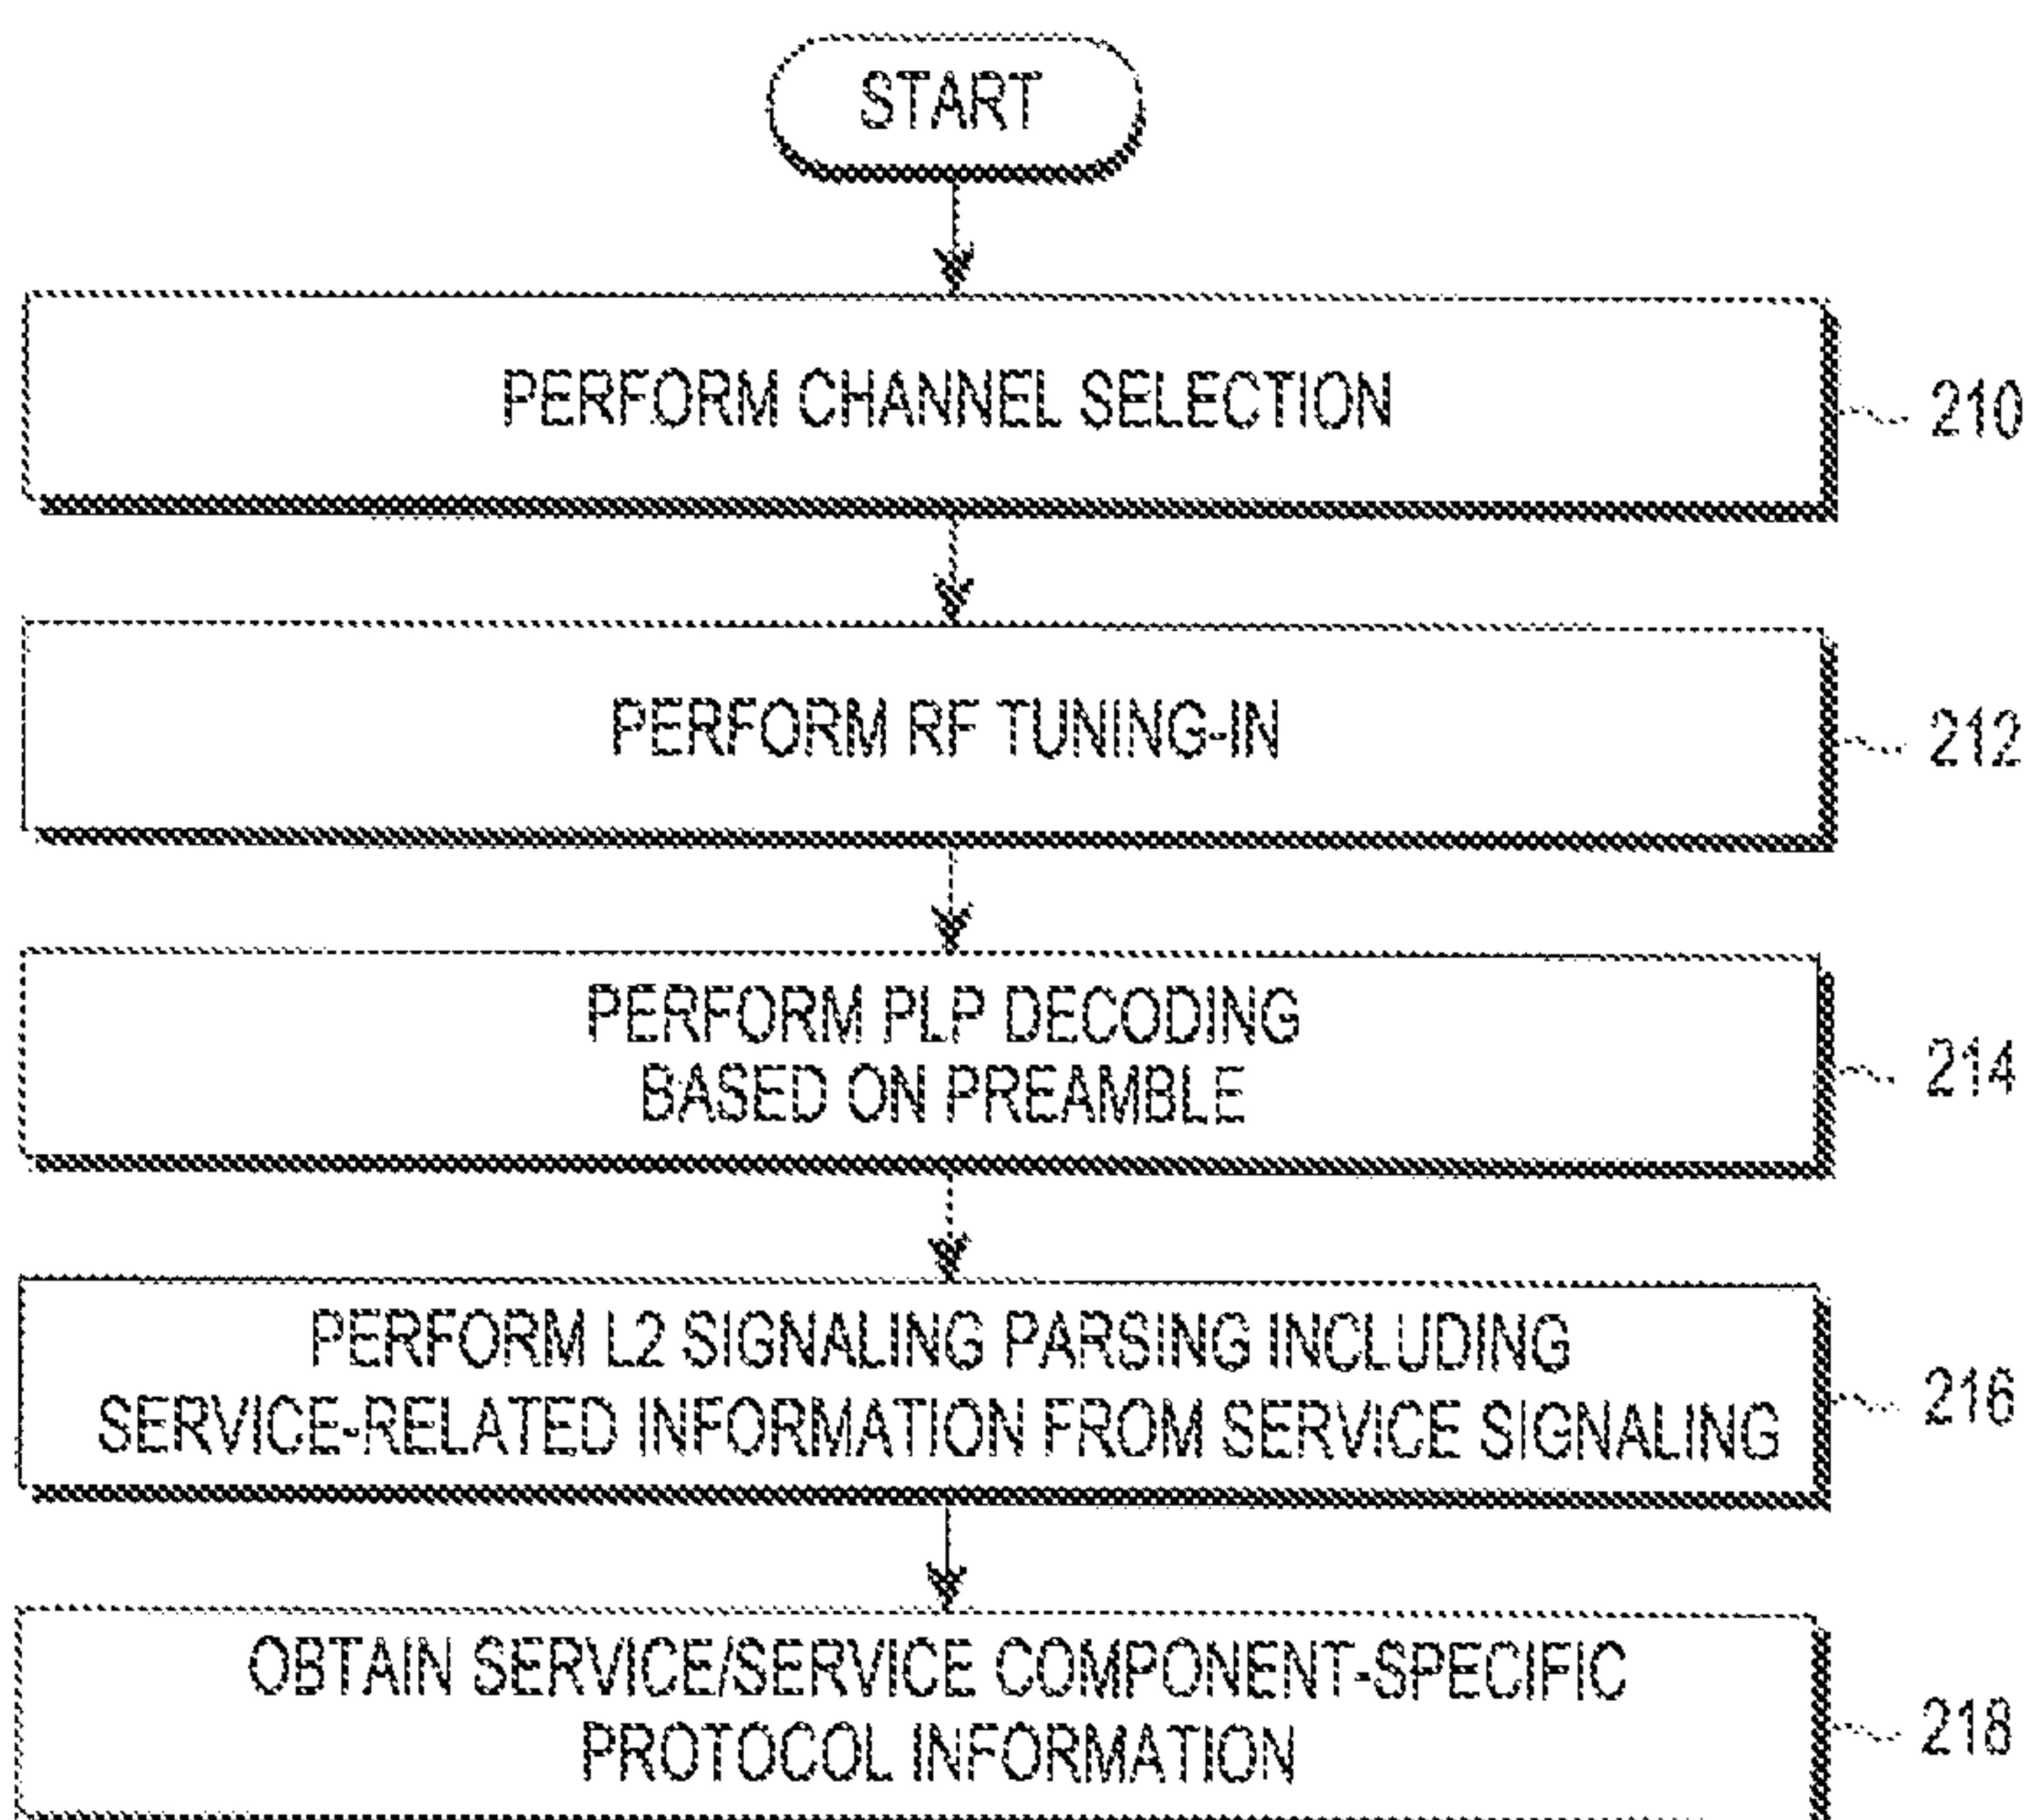 START
PERFORM CHANNEL SELECTION
210
PERFORM RF TUNING-IN
212
PERFORM PLP DECODING
BASED ON PREAMBLE
214
PERFORM L2 SIGNALING PARSING INCLUDING
SERVICE-RELATED INFORMATION FROM SERVICE SIGNALING
216
OBTAIN SERVICE/SERVICE COMPONENT-SPECIFIC
PROTOCOL INFORMATION
218